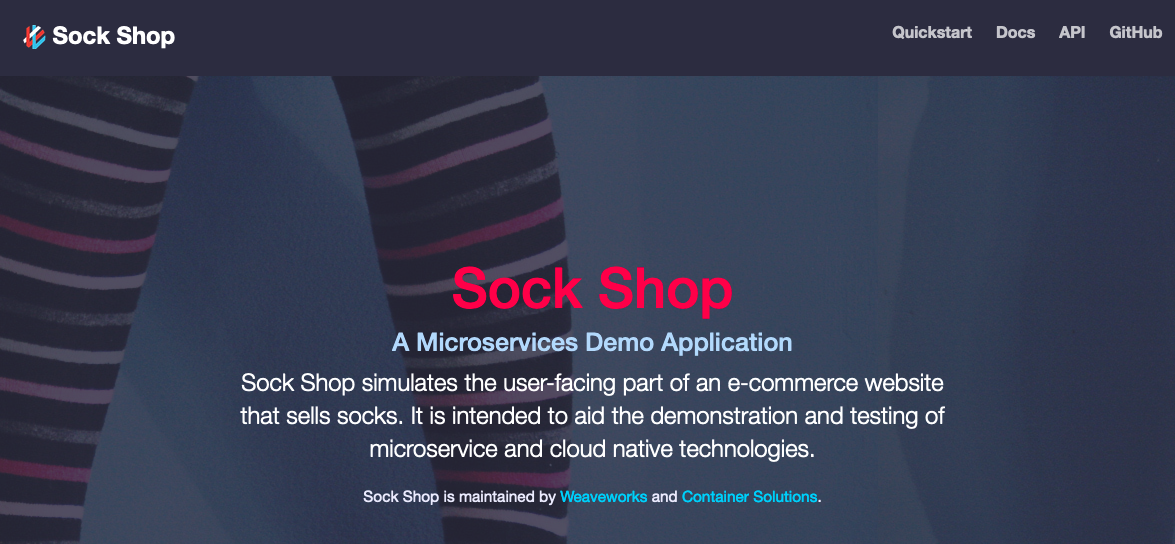 Sock Shop
Quickstart Docs API GitHub
Sock Shop
A Microservices Demo Application
Sock Shop simulates the user-facing part of an e-commerce website
that sells socks. It is intended to aid the demonstration and testing of
microservice and cloud native technologies.
Sock Shop is maintained by Weaveworks and Container Solutions.